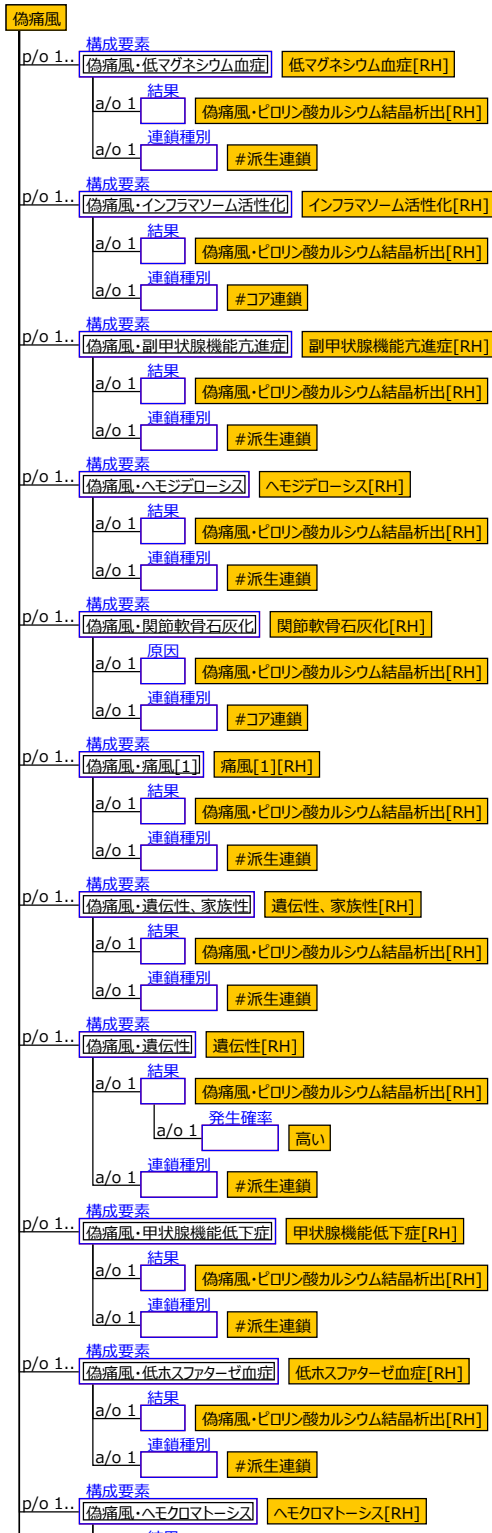 偽痛風
構成要素
p/o 1.. 偽痛風・低マグネシウム血症 低マグネシウム血症[RH]
結果
a/o 1 偽痛風・ピロリン酸カルシウム結晶析出[RH]
連鎖種別
a/o 1 #派生連鎖
構成要素
p/o 1.. 偽痛風・インフラマソーム活性化 インフラマソーム活性化[RH]
結果
a/o 1 偽痛風・ピロリン酸カルシウム結晶析出[RH]
連鎖種別
a/o 1 #コア連鎖
構成要素
p/o 1.. 偽痛風・副甲状腺機能亢進症 副甲状腺機能亢進症[RH]
結果
a/o 1 偽痛風・ピロリン酸カルシウム結晶析出[RH]
連鎖種別
a/o 1 #派生連鎖
構成要素
p/o 1.. 偽痛風・ヘモジデローシス ヘモジデローシス[RH]
結果
a/o 1 偽痛風・ピロリン酸カルシウム結晶析出[RH]
連鎖種別
a/o 1 #派生連鎖
構成要素
p/o 1.. 偽痛風・関節軟骨石灰化 関節軟骨石灰化[RH]
原因
a/o 1 偽痛風・ピロリン酸カルシウム結晶析出[RH]
連鎖種別
a/o 1 #コア連鎖
構成要素
p/o 1.. 偽痛風・痛風[1] 痛風[1][RH]
結果
a/o 1 偽痛風・ピロリン酸カルシウム結晶析出[RH]
連鎖種別
a/o 1 #派生連鎖
構成要素
p/o 1.. 偽痛風・遺伝性、家族性 遺伝性、家族性[RH]
結果
a/o 1 偽痛風・ピロリン酸カルシウム結晶析出[RH]
連鎖種別
a/o 1 #派生連鎖
構成要素
p/o 1.. 偽痛風・遺伝性 遺伝性[RH]
結果
a/o 1 偽痛風・ピロリン酸カルシウム結晶析出[RH]
発生確率
a/o 1 高い
連鎖種別
a/o 1 #派生連鎖
構成要素
p/o 1.. 偽痛風・甲状腺機能低下症 甲状腺機能低下症[RH]
結果
a/o 1 偽痛風・ピロリン酸カルシウム結晶析出[RH]
連鎖種別
a/o 1 #派生連鎖
構成要素
p/o 1.. 偽痛風・低ホスファターゼ血症 低ホスファターゼ血症[RH]
結果
a/o 1 偽痛風・ピロリン酸カルシウム結晶析出[RH]
連鎖種別
a/o 1 #派生連鎖
構成要素
p/o 1.. 偽痛風・ヘモクロマトーシス ヘモクロマトーシス[RH]